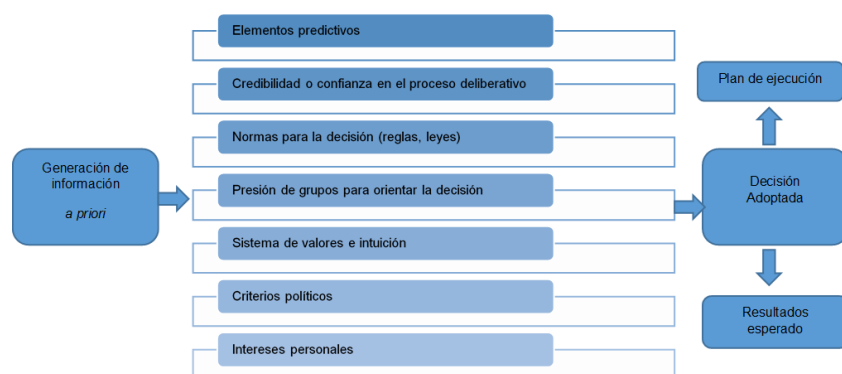 Generación de
información
a priori
Elementos predictivos
Credibilidad o confianza en el proceso deliberativo
Normas para la decisión (reglas, leyes)
Presión de grupos para orientar la decisión
Sistema de valores e intuición
Criterios políticos
Intereses personales
Plan de ejecución
Decisión
Adoptada
Resultados
esperado